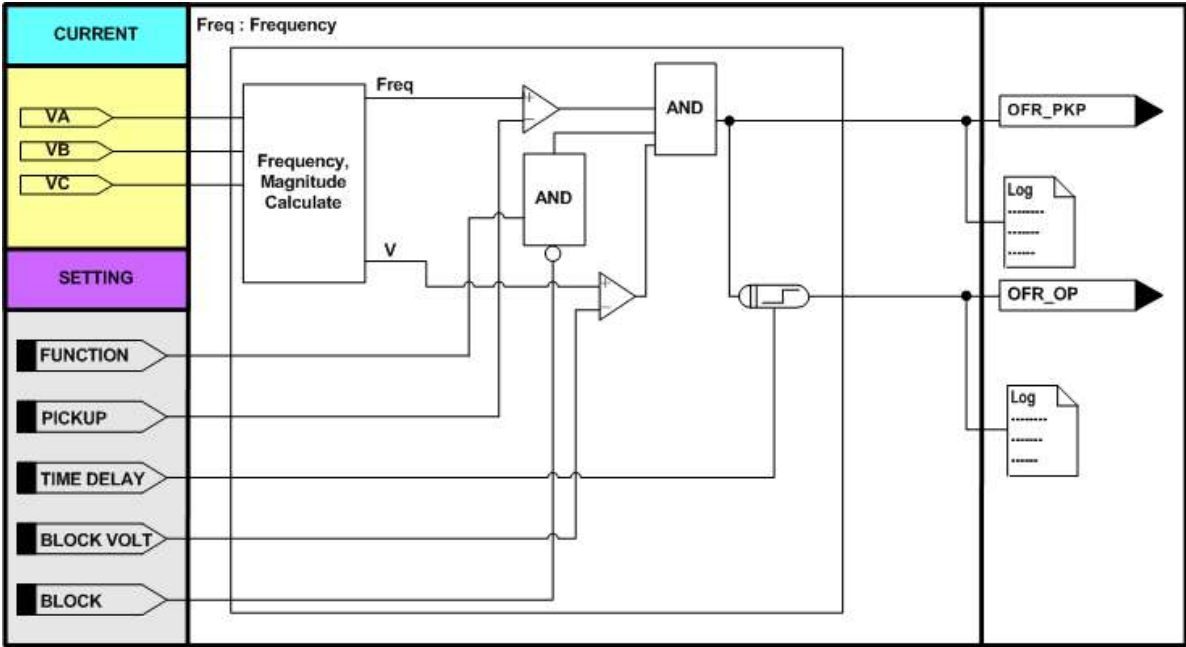 CURRENT
VA
VB
VC
SETTING
FUNCTION
PICKUP
TIME DELAY
BLOCK VOLT
BLOCK
Freq : Frequency
Frequency,
Magnitude
Calculate
Freq
V
+
−
AND
AND
+
−
OFR_PKP
Log
OFR_OP
Log